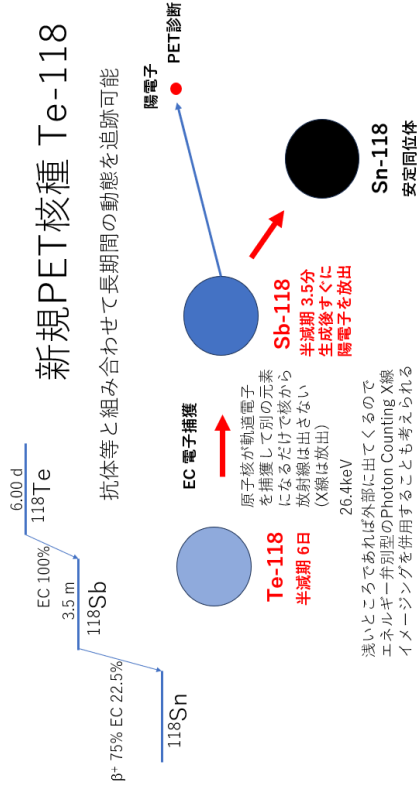 新規PET核種 Te-118
抗体等と組み合わせて長期間の動態を追跡可能
6.00 d
118Te
EC 100%
3.5 m
118Sb
β+ 75% EC 22.5%
118Sn
EC 電子捕獲
原子核が軌道電子
を捕獲して別の元素
になるだけで核から
放射線は出さない
(X線は放出)
Te-118
半減期 6日
Sb-118
半減期 3.5分
生成後すぐに
陽電子を放出
陽電子
PET診断
Sn-118
安定同位体
26.4keV
浅いところであれば外部に出てくるので
エネルギー弁別型のPhoton Counting X線
イメージングを併用することも考えられる